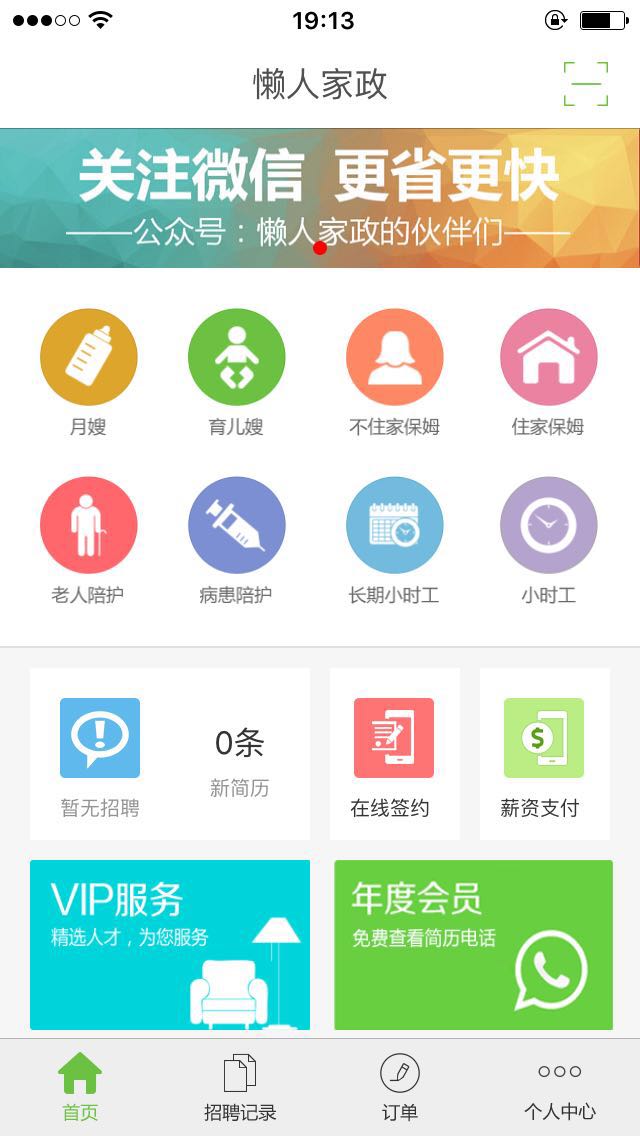 19:13
懒人家政
关注微信 更省更快
——公众号：懒人家政的伙伴们——
月嫂
育儿嫂
不住家保姆
住家保姆
老人陪护
病患陪护
长期小时工
小时工
0条
新简历
暂无招聘
在线签约
薪资支付
VIP服务
精选人才，为您服务
年度会员
免费查看简历电话
首页
招聘记录
订单
个人中心